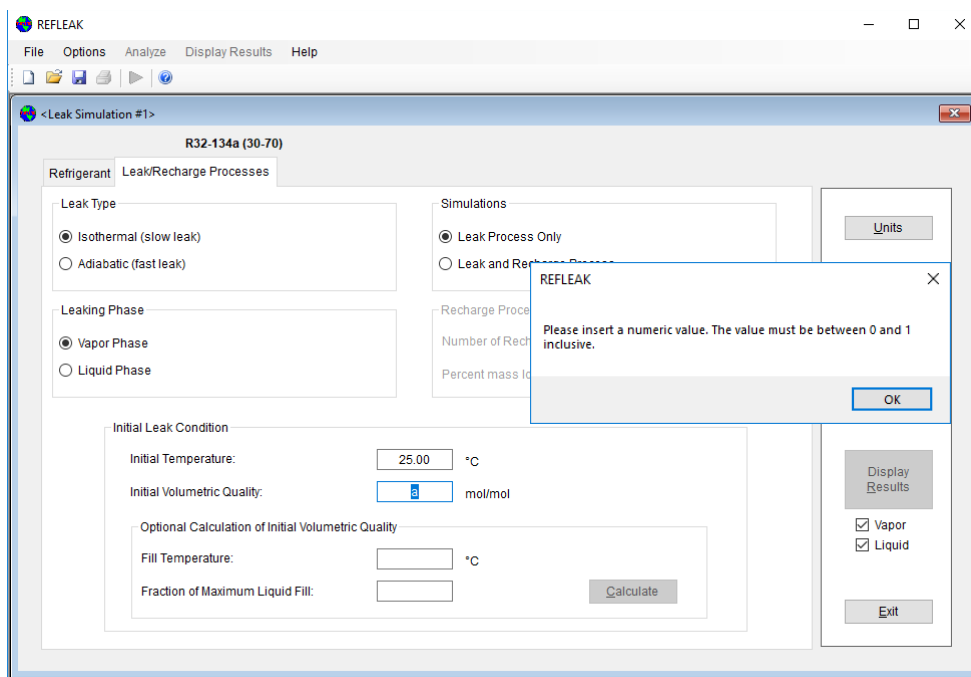 REFLEAK
File Options Analyze Display Results Help
<Leak Simulation #1>
R32-134a (30-70)
Refrigerant Leak/Recharge Processes
Leak Type
Isothermal (slow leak)
Adiabatic (fast leak)
Simulations
Leak Process Only
Leak and Recharge Process
Units
REFLEAK
Please insert a numeric value. The value must be between 0 and 1
inclusive.
OK
Leaking Phase
Vapor Phase
Liquid Phase
Recharge Proce
Number of Rech
Percent mass lo
Initial Leak Condition
Initial Temperature: 25.00 °C
Initial Volumetric Quality: a mol/mol
Optional Calculation of Initial Volumetric Quality
Fill Temperature: °C
Fraction of Maximum Liquid Fill: Calculate
Display
Results
Vapor
Liquid
Exit